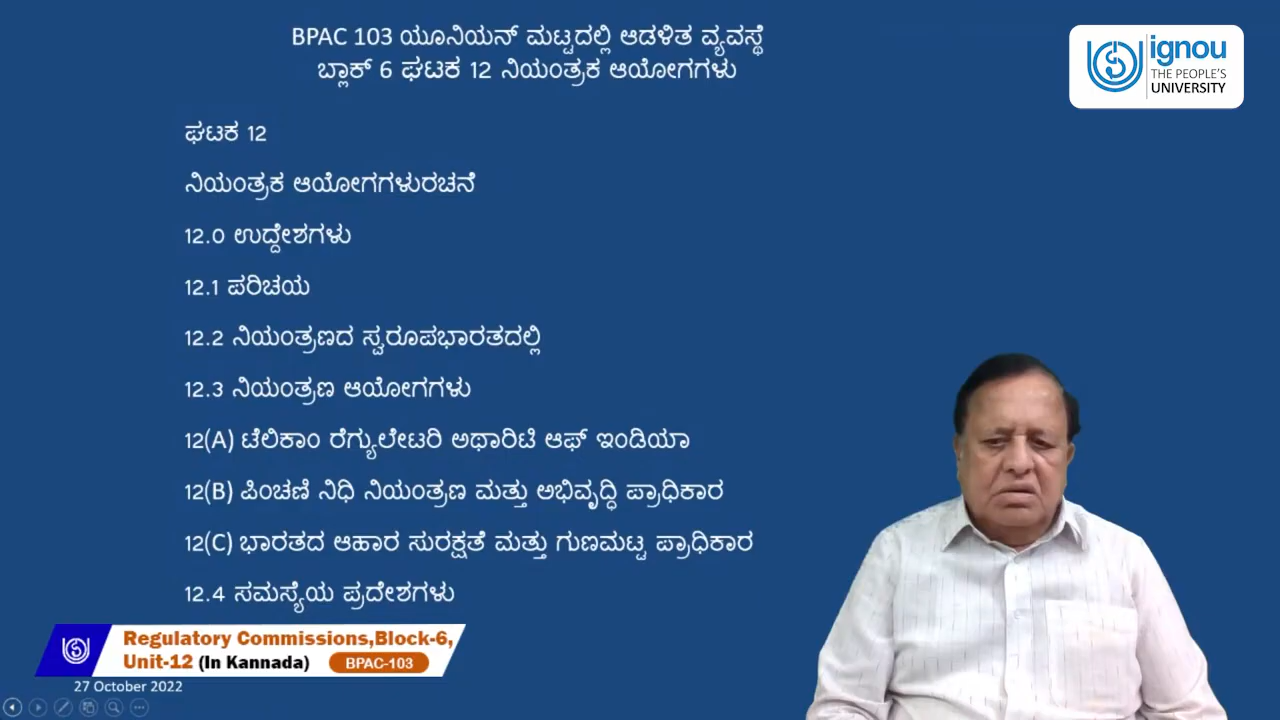 BPAC 103 ಯೂನಿಯನ್ ಮಟ್ಟದಲ್ಲಿ ಆಡಳಿತ ವ್ಯವಸ್ಥೆ
ಬ್ಲಾಕ್ 6 ಘಟಕ 12 ನಿಯಂತ್ರಕ ಆಯೋಗಗಳು
ignou
THE PEOPLE'S
UNIVERSITY
ಘಟಕ 12
ನಿಯಂತ್ರಕ ಆಯೋಗಗಳುರಚನೆ
12.0 ಉದ್ದೇಶಗಳು
12.1 ಪರಿಚಯ
12.2 ನಿಯಂತ್ರಣದ ಸ್ವರೂಪಭಾರತದಲ್ಲಿ
12.3 ನಿಯಂತ್ರಣ ಆಯೋಗಗಳು
12(A) ಟೆಲಿಕಾಂ ರೆಗ್ಯುಲೇಟರಿ ಅಥಾರಿಟಿ ಆಫ್ ಇಂಡಿಯಾ
12(B) ಪಿಂಚಣಿ ನಿಧಿ ನಿಯಂತ್ರಣ ಮತ್ತು ಅಭಿವೃದ್ಧಿ ಪ್ರಾಧಿಕಾರ
12(C) ಭಾರತದ ಆಹಾರ ಸುರಕ್ಷತೆ ಮತ್ತು ಗುಣಮಟ್ಟ ಪ್ರಾಧಿಕಾರ
12.4 ಸಮಸ್ಯೆಯ ಪ್ರದೇಶಗಳು
Regulatory Commissions,Block-6,
Unit-12 (In Kannada) BPAC-103
27 October 2022